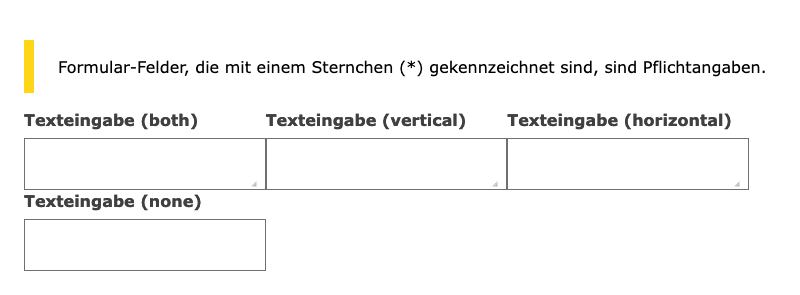 Formular-Felder, die mit einem Sternchen (*) gekennzeichnet sind, sind Pflichtangaben.
Texteingabe (both) Texteingabe (vertical) Texteingabe (horizontal)
Texteingabe (none)